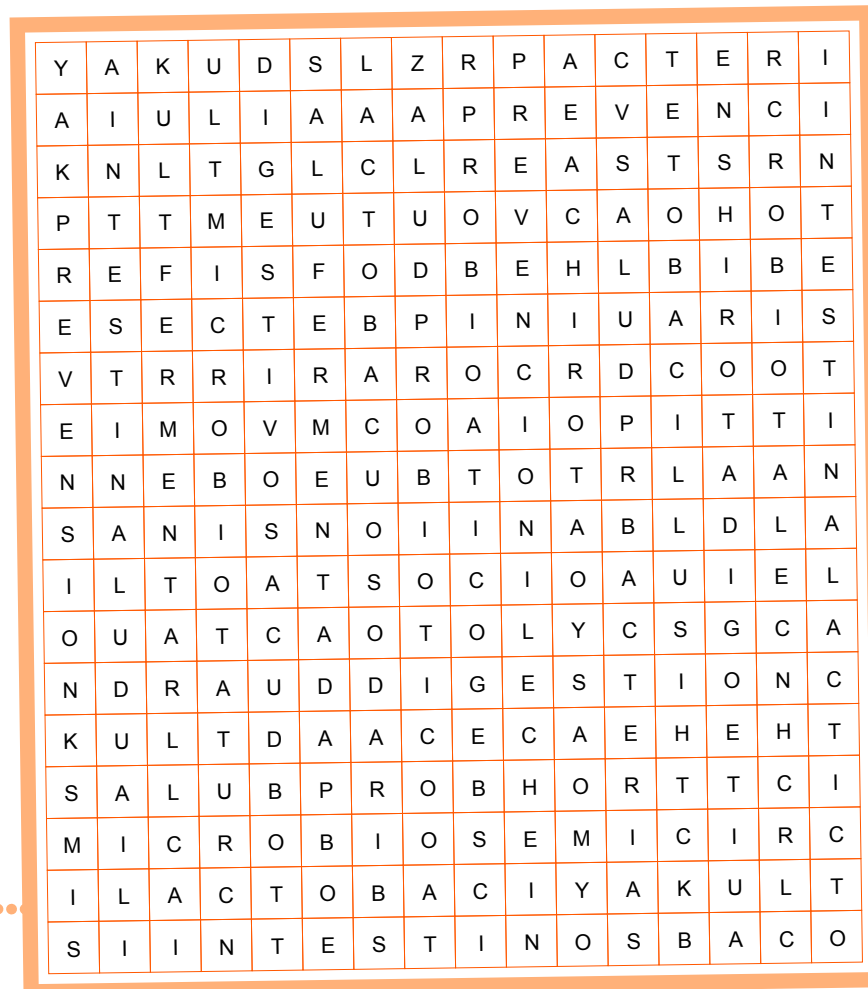 Y A K U D S L Z R P A C T E R I
A I U L I A A A P R E V E N C I
K N L T G L C L R E A S T S R N
P T T M E U T U O V C A O H O T
R E F I S F O D B E H L B I B E
E S E C T E B P I N I U A R I S
V T R R I R A R O C R D C O O T
E I M O V M C O A I O P I T T I
N N E B O E U B T O T R L A A N
S A N I S N O I I N A B L D L A
I L T O A T S O C I O A U I E L
O U A T C A O T O L Y C S G C A
N D R A U D D I G E S T I O N C
K U L T D A A C E C A E H E H T
S A L U B P R O B H O R T T C I
M I C R O B I O S E M I C I R C
I L A C T O B A C I Y A K U L T
S I I N T E S T I N O S B A C O